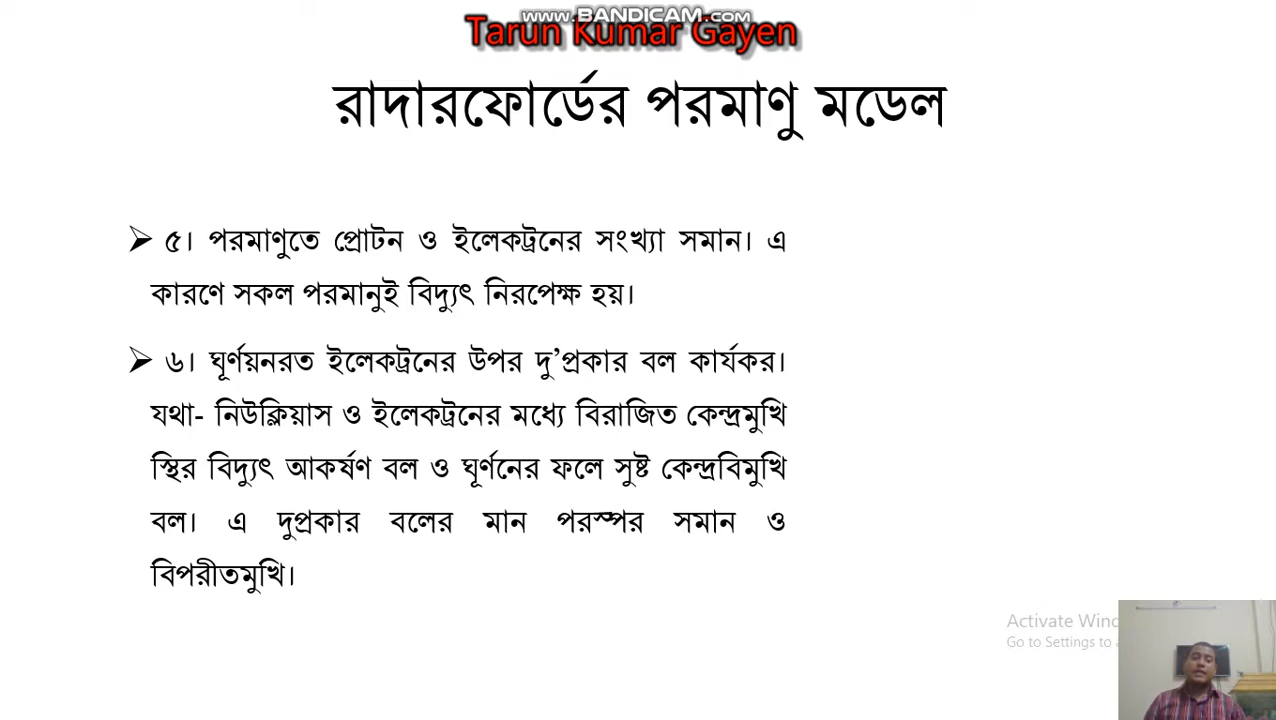 www.BANDICAM.com
Tarun Kumar Gayen
রাদারফোর্ডের পরমাণু মডেল
➢ ৫। পরমাণুতে প্রোটন ও ইলেকট্রনের সংখ্যা সমান। এ
কারণে সকল পরমানুই বিদ্যুৎ নিরপেক্ষ হয়।
➢ ৬। ঘূর্ণয়নরত ইলেকট্রনের উপর দু’প্রকার বল কার্যকর।
যথা- নিউক্লিয়াস ও ইলেকট্রনের মধ্যে বিরাজিত কেন্দ্রমুখি
স্থির বিদ্যুৎ আকর্ষণ বল ও ঘূর্ণনের ফলে সুষ্ট কেন্দ্রবিমুখি
বল। এ দুপ্রকার বলের মান পরস্পর সমান ও
বিপরীতমুখি।
Activate Wind
Go to Settings to